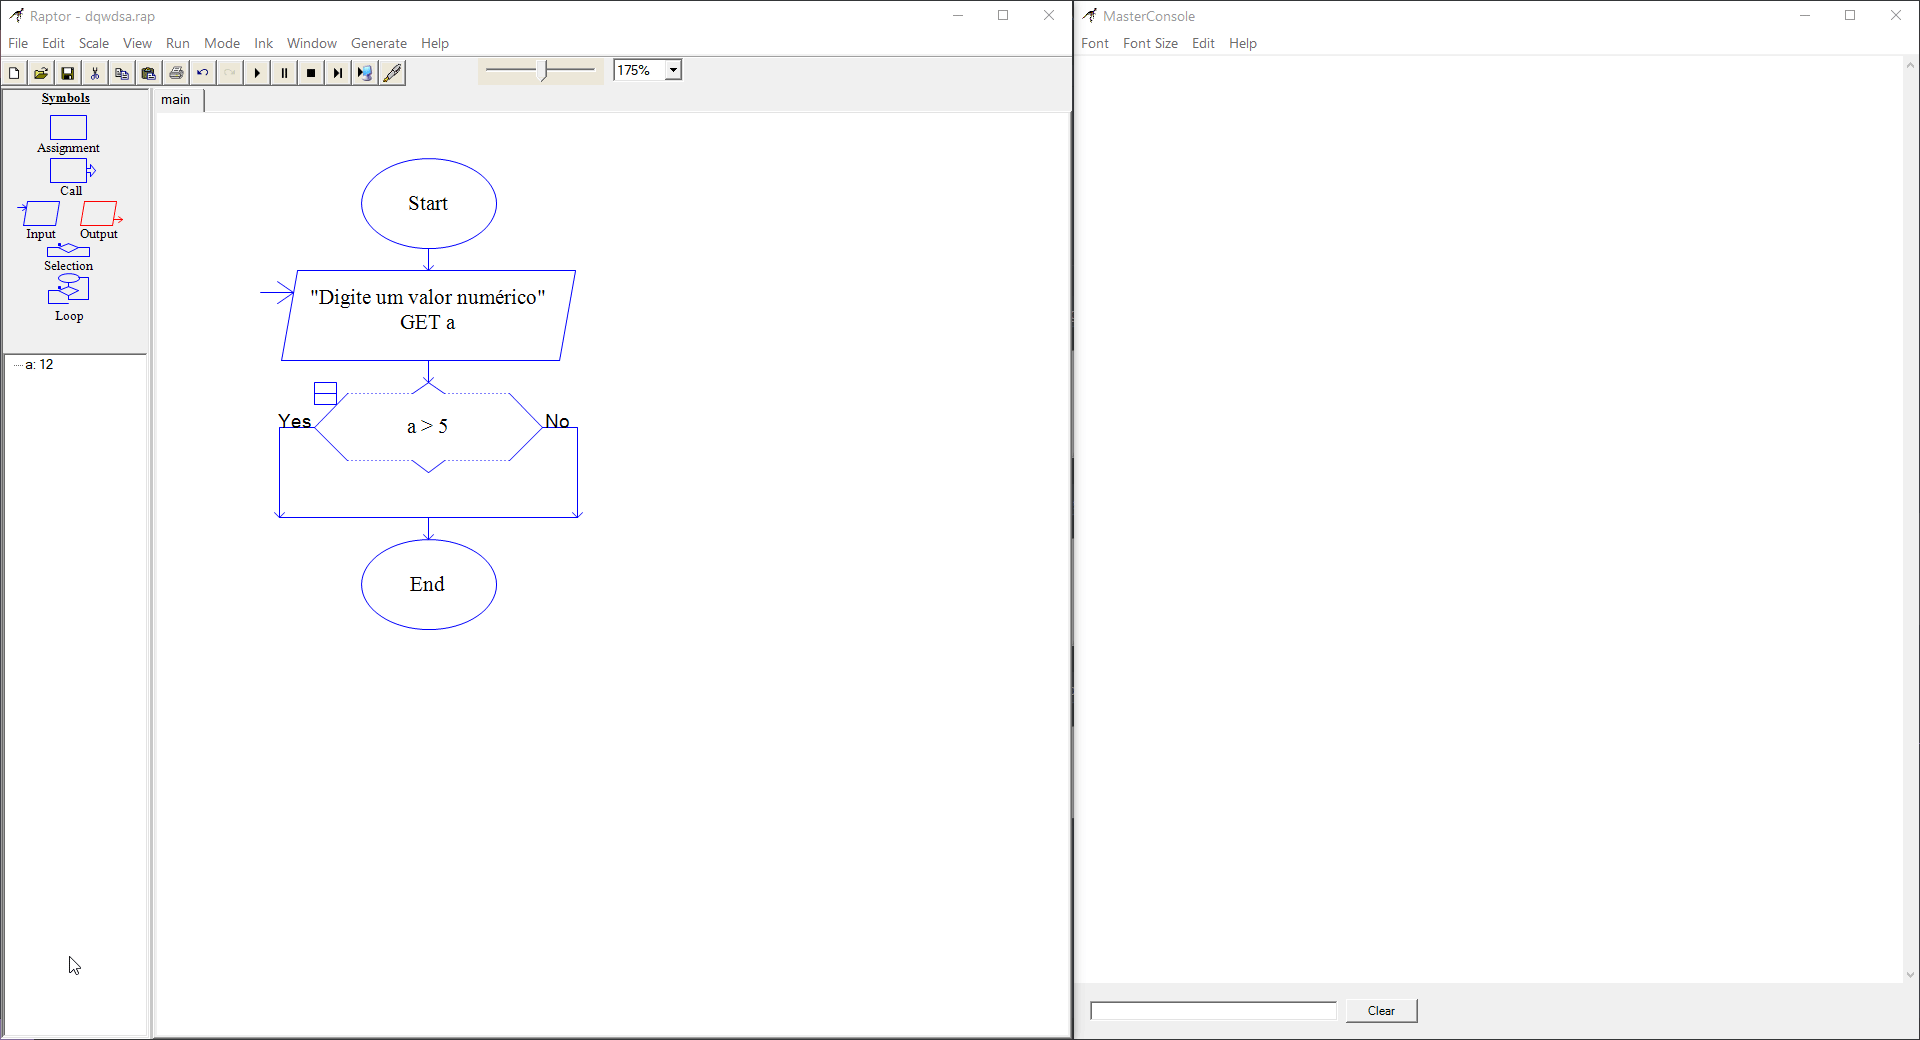 Raptor - dqwdsa.rap
File Edit Scale View Run Mode Ink Window Generate Help
175%
Symbols
Assignment
Call
Input Output
Selection
Loop
a: 12
main
Start
"Digite um valor numérico"
GET a
Yes a > 5 No
End
MasterConsole
Font Font Size Edit Help
Clear